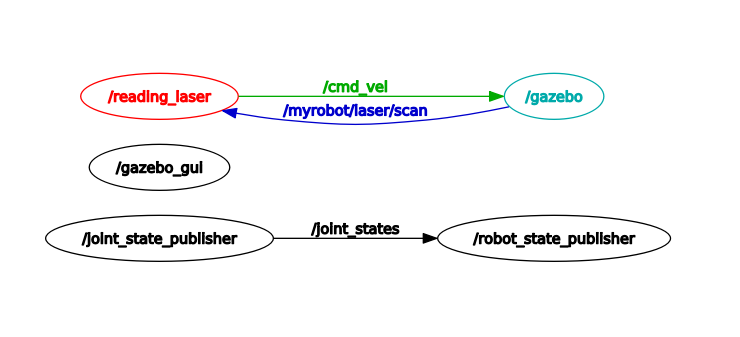 /cmd_vel
/reading_laser
/gazebo
/myrobot/laser/scan
/gazebo_gui
/joint_states
/joint_state_publisher
/robot_state_publisher